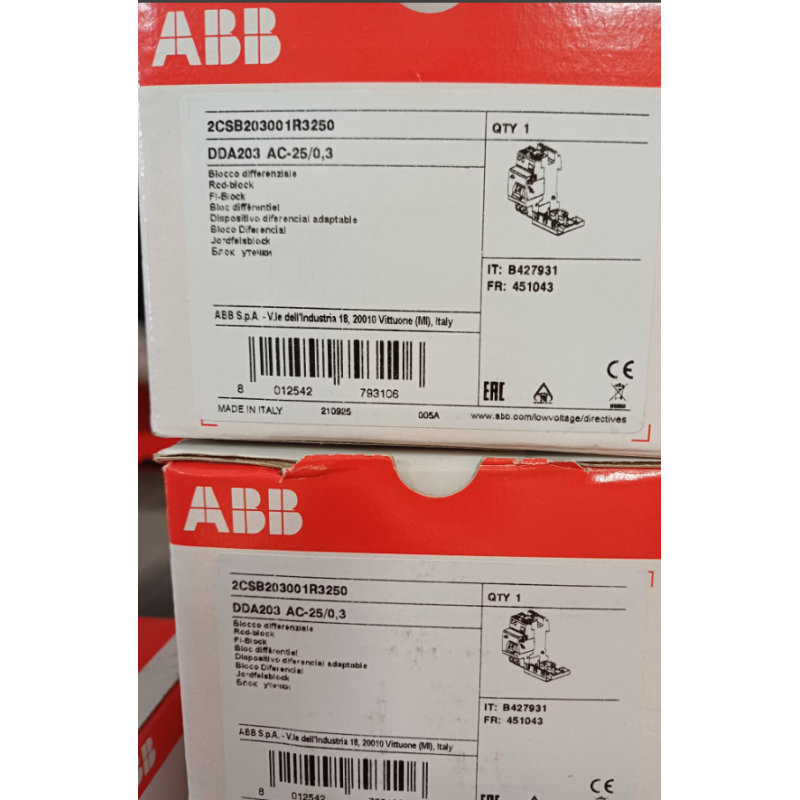 ABB
2CSB203001R3250
QTY 1
DDA203 AC-25/0,3
Blocco differenziale
Rcd-block
FI-Block
Bloc différentiel
Dispositivo diferencial adaptable
Bloco Diferencial
Jordfelsblock
Блок утечки
IT: B427931
FR: 451043
ABB S.p.A. - V.le dell'Industria 18, 20010 Vittuone (MI), Italy
8 012542 793106
CE
EAC
MADE IN ITALY 210925 005A
www.abb.com/lowvoltage/directives
ABB
2CSB203001R3250
QTY 1
DDA203 AC-25/0,3
Blocco differenziale
Rcd-block
FI-Block
Bloc différentiel
Dispositivo diferencial adaptable
Bloco Diferencial
Jordfelsblock
Блок утечки
IT: B427931
FR: 451043
ABB S.p.A. - V.le dell'Industria 18, 20010 Vittuone (MI), Italy
8 012542
CE
BB